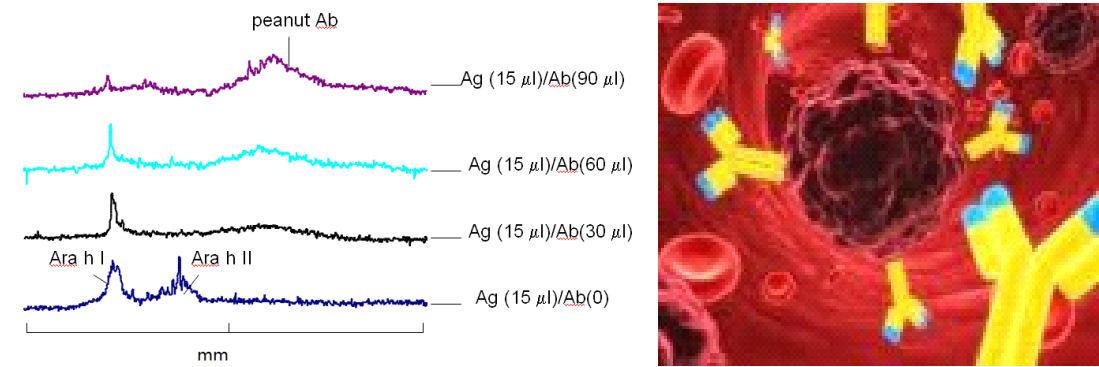 peanut Ab
Ag (15 μl)/Ab(90 μl)
Ag (15 μl)/Ab(60 μl)
Ag (15 μl)/Ab(30 μl)
Ara h I
Ara h II
Ag (15 μl)/Ab(0)
mm